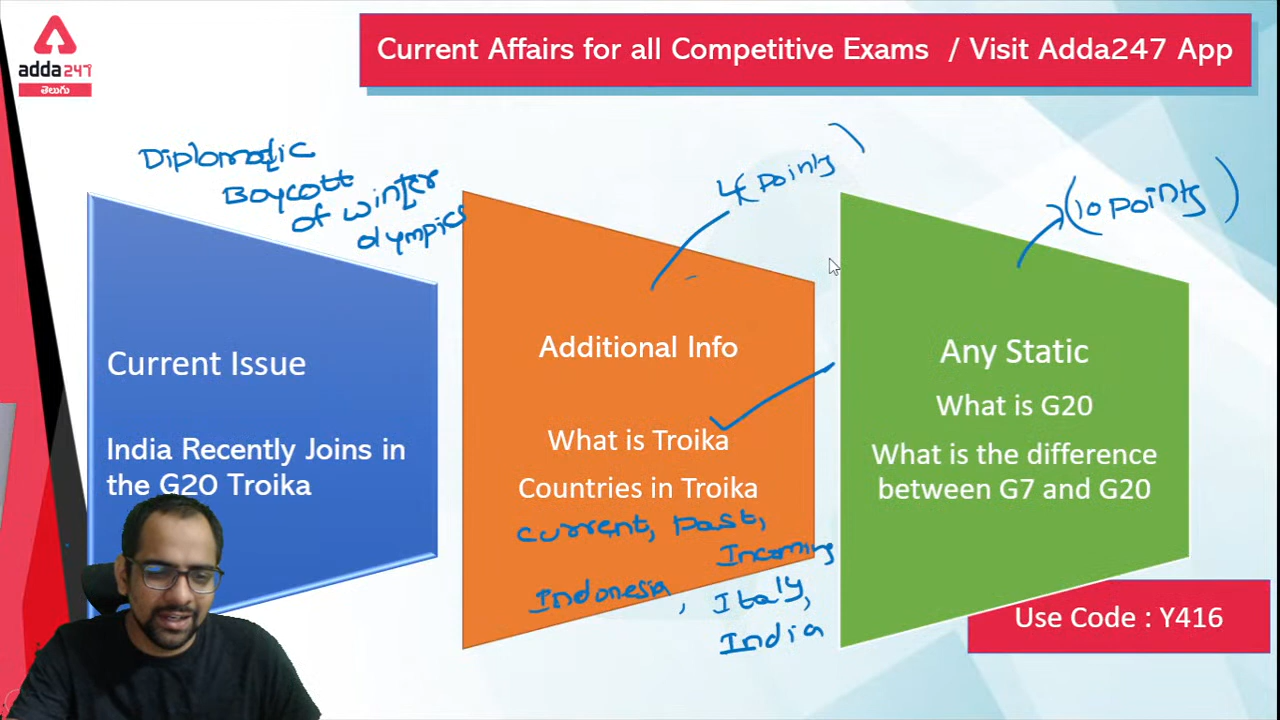 adda247
తెలుగు
Current Affairs for all Competitive Exams / Visit Adda247 App
Diplomatic
Boycott
of winter
olympics
4( Points )
(10 Points)
Current Issue
India Recently Joins in
the G20 Troika
Additional Info
What is Troika
Countries in Troika
Current, Past,
Incoming
Indonesia, Italy,
India
Any Static
What is G20
What is the difference
between G7 and G20
Use Code : Y416